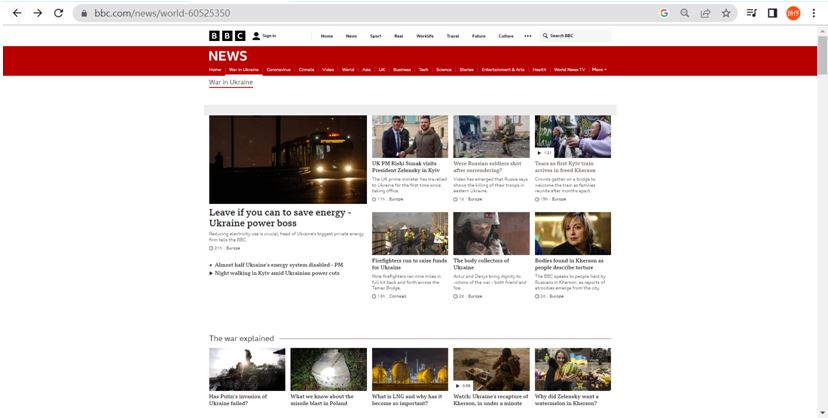 bbc.com/news/world-60525350
BBC Sign in Home News Sport Reel Worklife Travel Future Culture Search BBC
NEWS
Home War in Ukraine Coronavirus Climate Video World Asia UK Business Tech Science Stories Entertainment & Arts Health World News TV More
War in Ukraine
Leave if you can to save energy -
Ukraine power boss
Reducing electricity use is crucial, head of Ukraine's biggest private energy
firm tells the BBC.
21h Europe
Almost half Ukraine's energy system disabled - PM
Night walking in Kyiv amid Ukrainian power cuts
UK PM Rishi Sunak visits
President Zelensky in Kyiv
The UK prime minister has travelled
to Ukraine for the first time since
taking office.
11h Europe
Were Russian soldiers shot
after surrendering?
Video has emerged that Russia says
shows the killing of their troops in
eastern Ukraine.
1d Europe
1:21
Tears as first Kyiv train
arrives in freed Kherson
Crowds gather on a bridge to
welcome the train as families
reunite after months apart.
15h Europe
Firefighters run to raise funds
for Ukraine
Nine firefighters ran nine miles in
full kit back and forth across the
Tamar Bridge.
13h Cornwall
The body collectors of
Ukraine
Artur and Denys bring dignity to
victims of the war - both friend and
foe.
2d Europe
Bodies found in Kherson as
people describe torture
The BBC speaks to people held by
Russians in Kherson, as reports of
atrocities emerge from the city.
2d Europe
The war explained
Has Putin's invasion of
Ukraine failed?
What we know about the
missile blast in Poland
What is LNG and why has it
become so important?
0:59
Watch: Ukraine's recapture of
Kherson, in under a minute
Why did Zelensky want a
watermelon in Kherson?